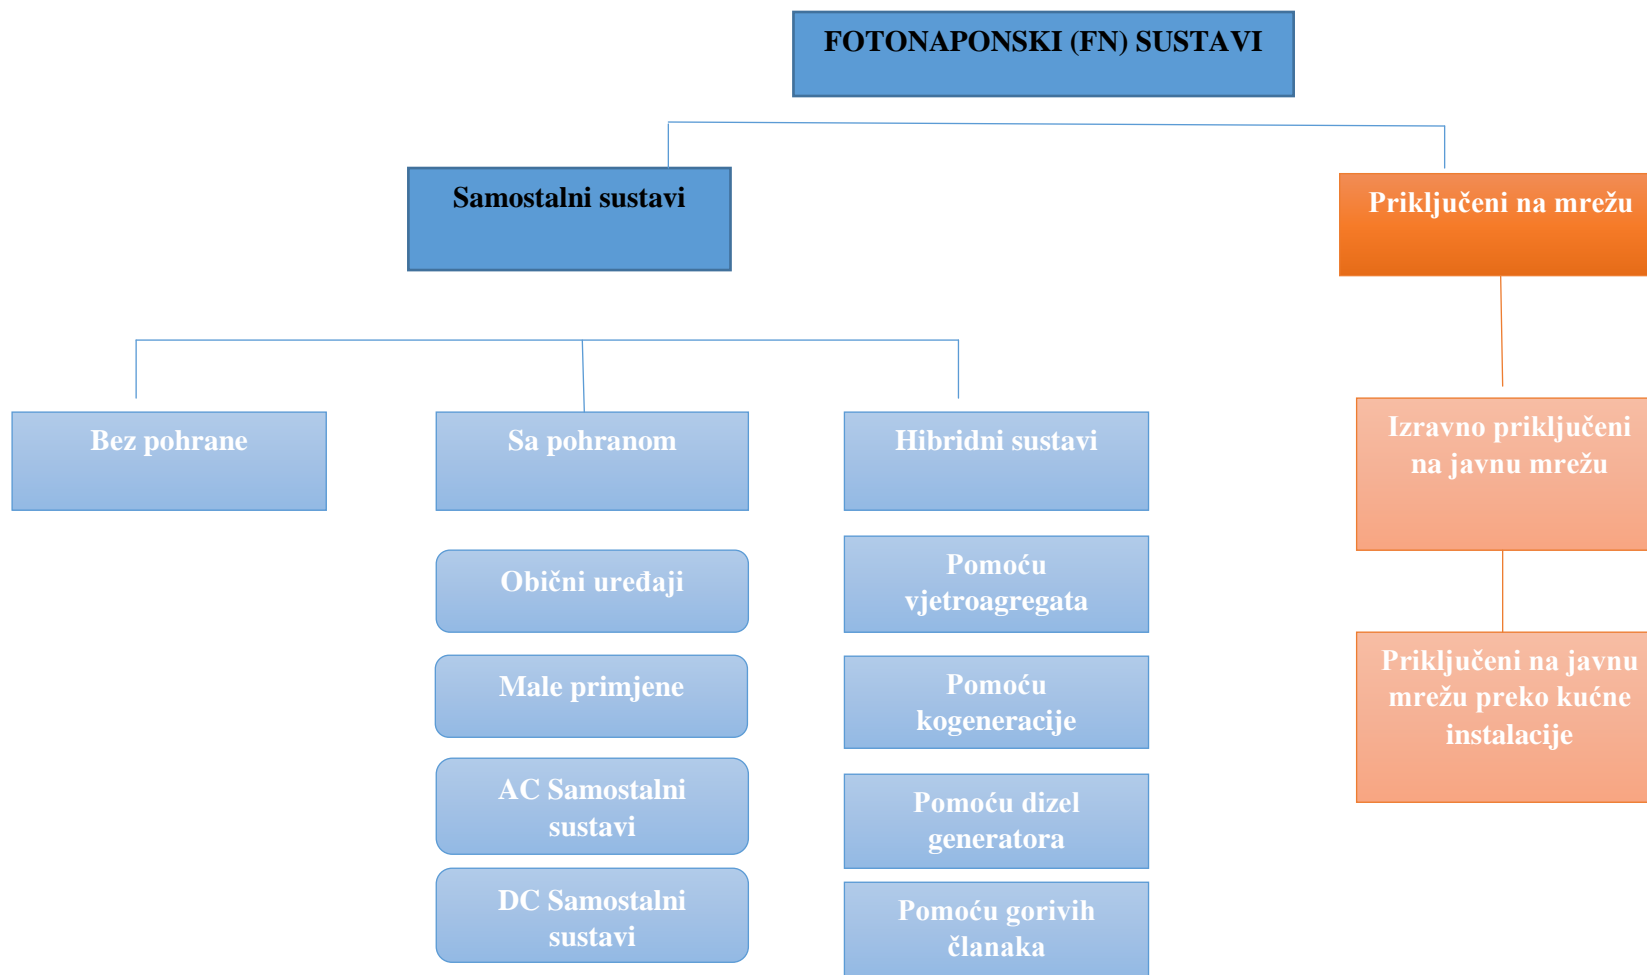 FOTONAPONSKI (FN) SUSTAVI
Samostalni sustavi
Priključeni na mrežu
Bez pohrane
Sa pohranom
Hibridni sustavi
Izravno priključeni
na javnu mrežu
Obični uređaji
Pomoću
vjetroagregata
Priključeni na javnu
mrežu preko kućne
instalacije
Male primjene
Pomoću
kogeneracije
AC Samostalni
sustavi
Pomoću dizel
generatora
DC Samostalni
sustavi
Pomoću gorivih
članaka